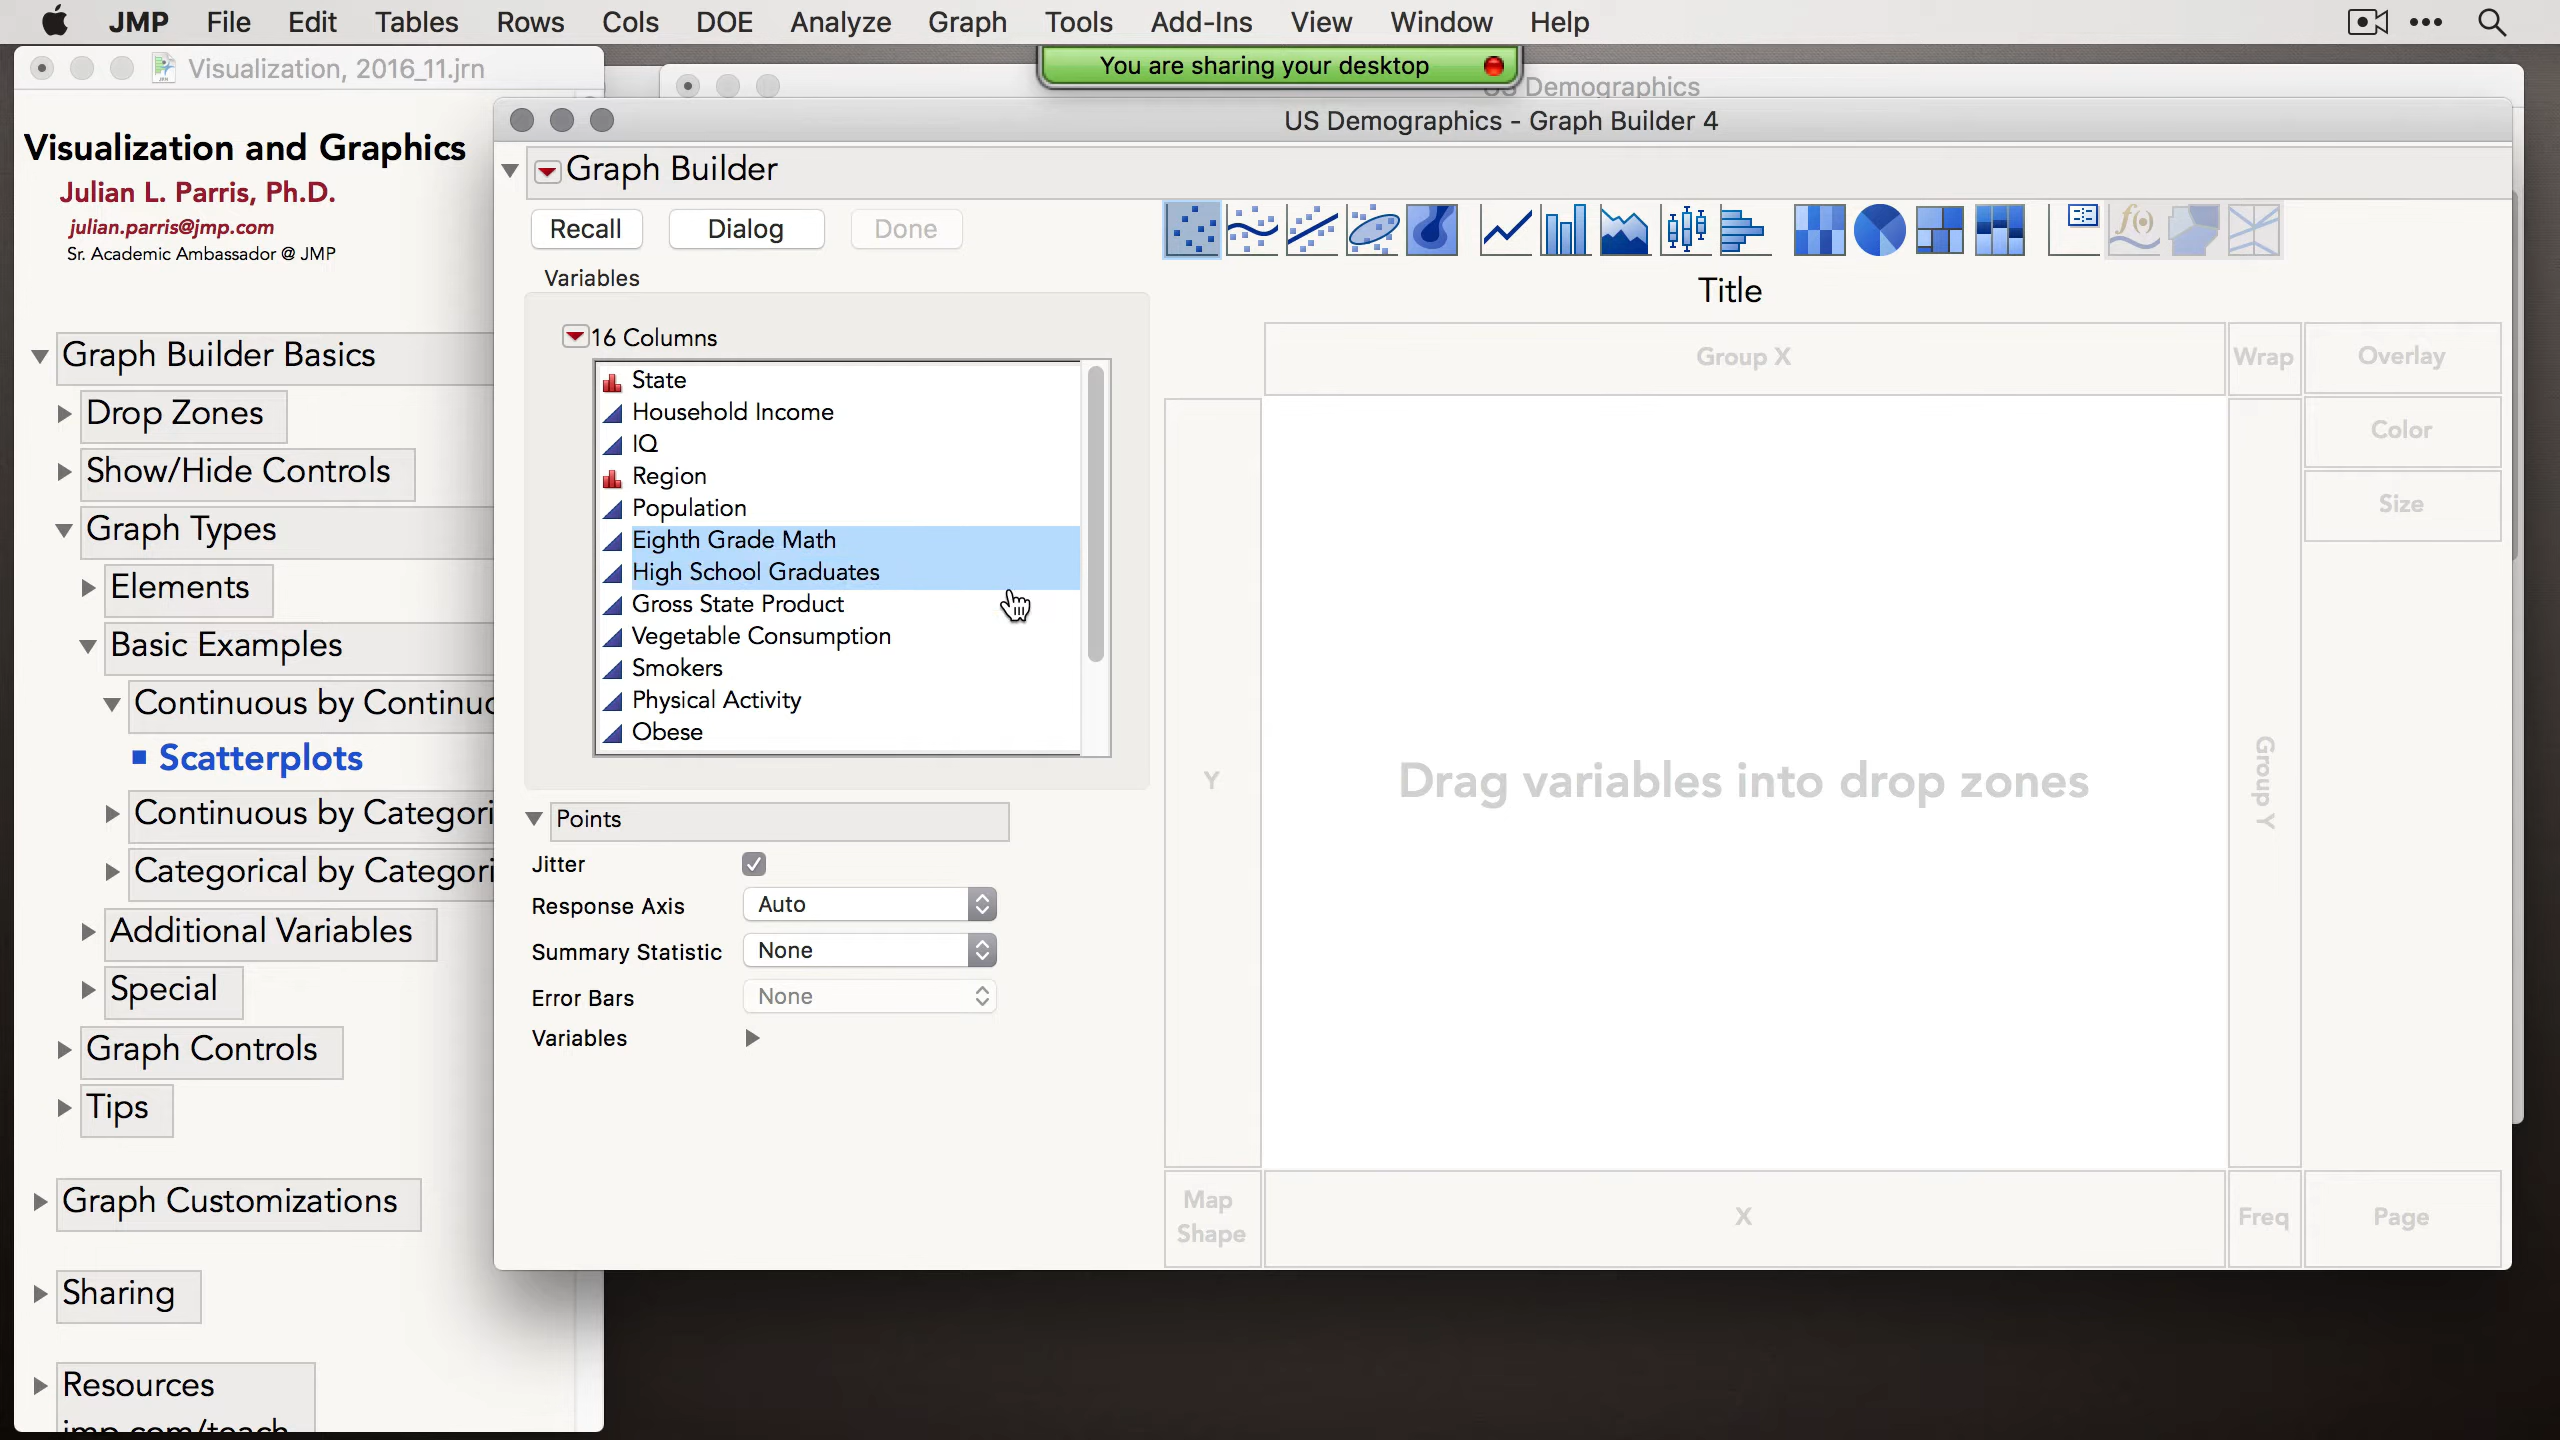 JMP File Edit Tables Rows Cols DOE Analyze Graph Tools Add-Ins View Window Help
Visualization, 2016_11.jrn
You are sharing your desktop
US Demographics
US Demographics - Graph Builder 4
Visualization and Graphics
Julian L. Parris, Ph.D.
julian.parris@jmp.com
Sr. Academic Ambassador @ JMP
Graph Builder Basics
Drop Zones
Show/Hide Controls
Graph Types
Elements
Basic Examples
Continuous by Continuo
Scatterplots
Continuous by Categori
Categorical by Categori
Additional Variables
Special
Graph Controls
Tips
Graph Customizations
Sharing
Resources
jmp.com/teach
Graph Builder
Recall Dialog Done
Variables
16 Columns
State
Household Income
IQ
Region
Population
Eighth Grade Math
High School Graduates
Gross State Product
Vegetable Consumption
Smokers
Physical Activity
Obese
Points
Jitter
Response Axis Auto
Summary Statistic None
Error Bars None
Variables
Title
Group X Wrap Overlay
Color
Size
Y
Drag variables into drop zones
Group Y
Map Shape
X
Freq
Page